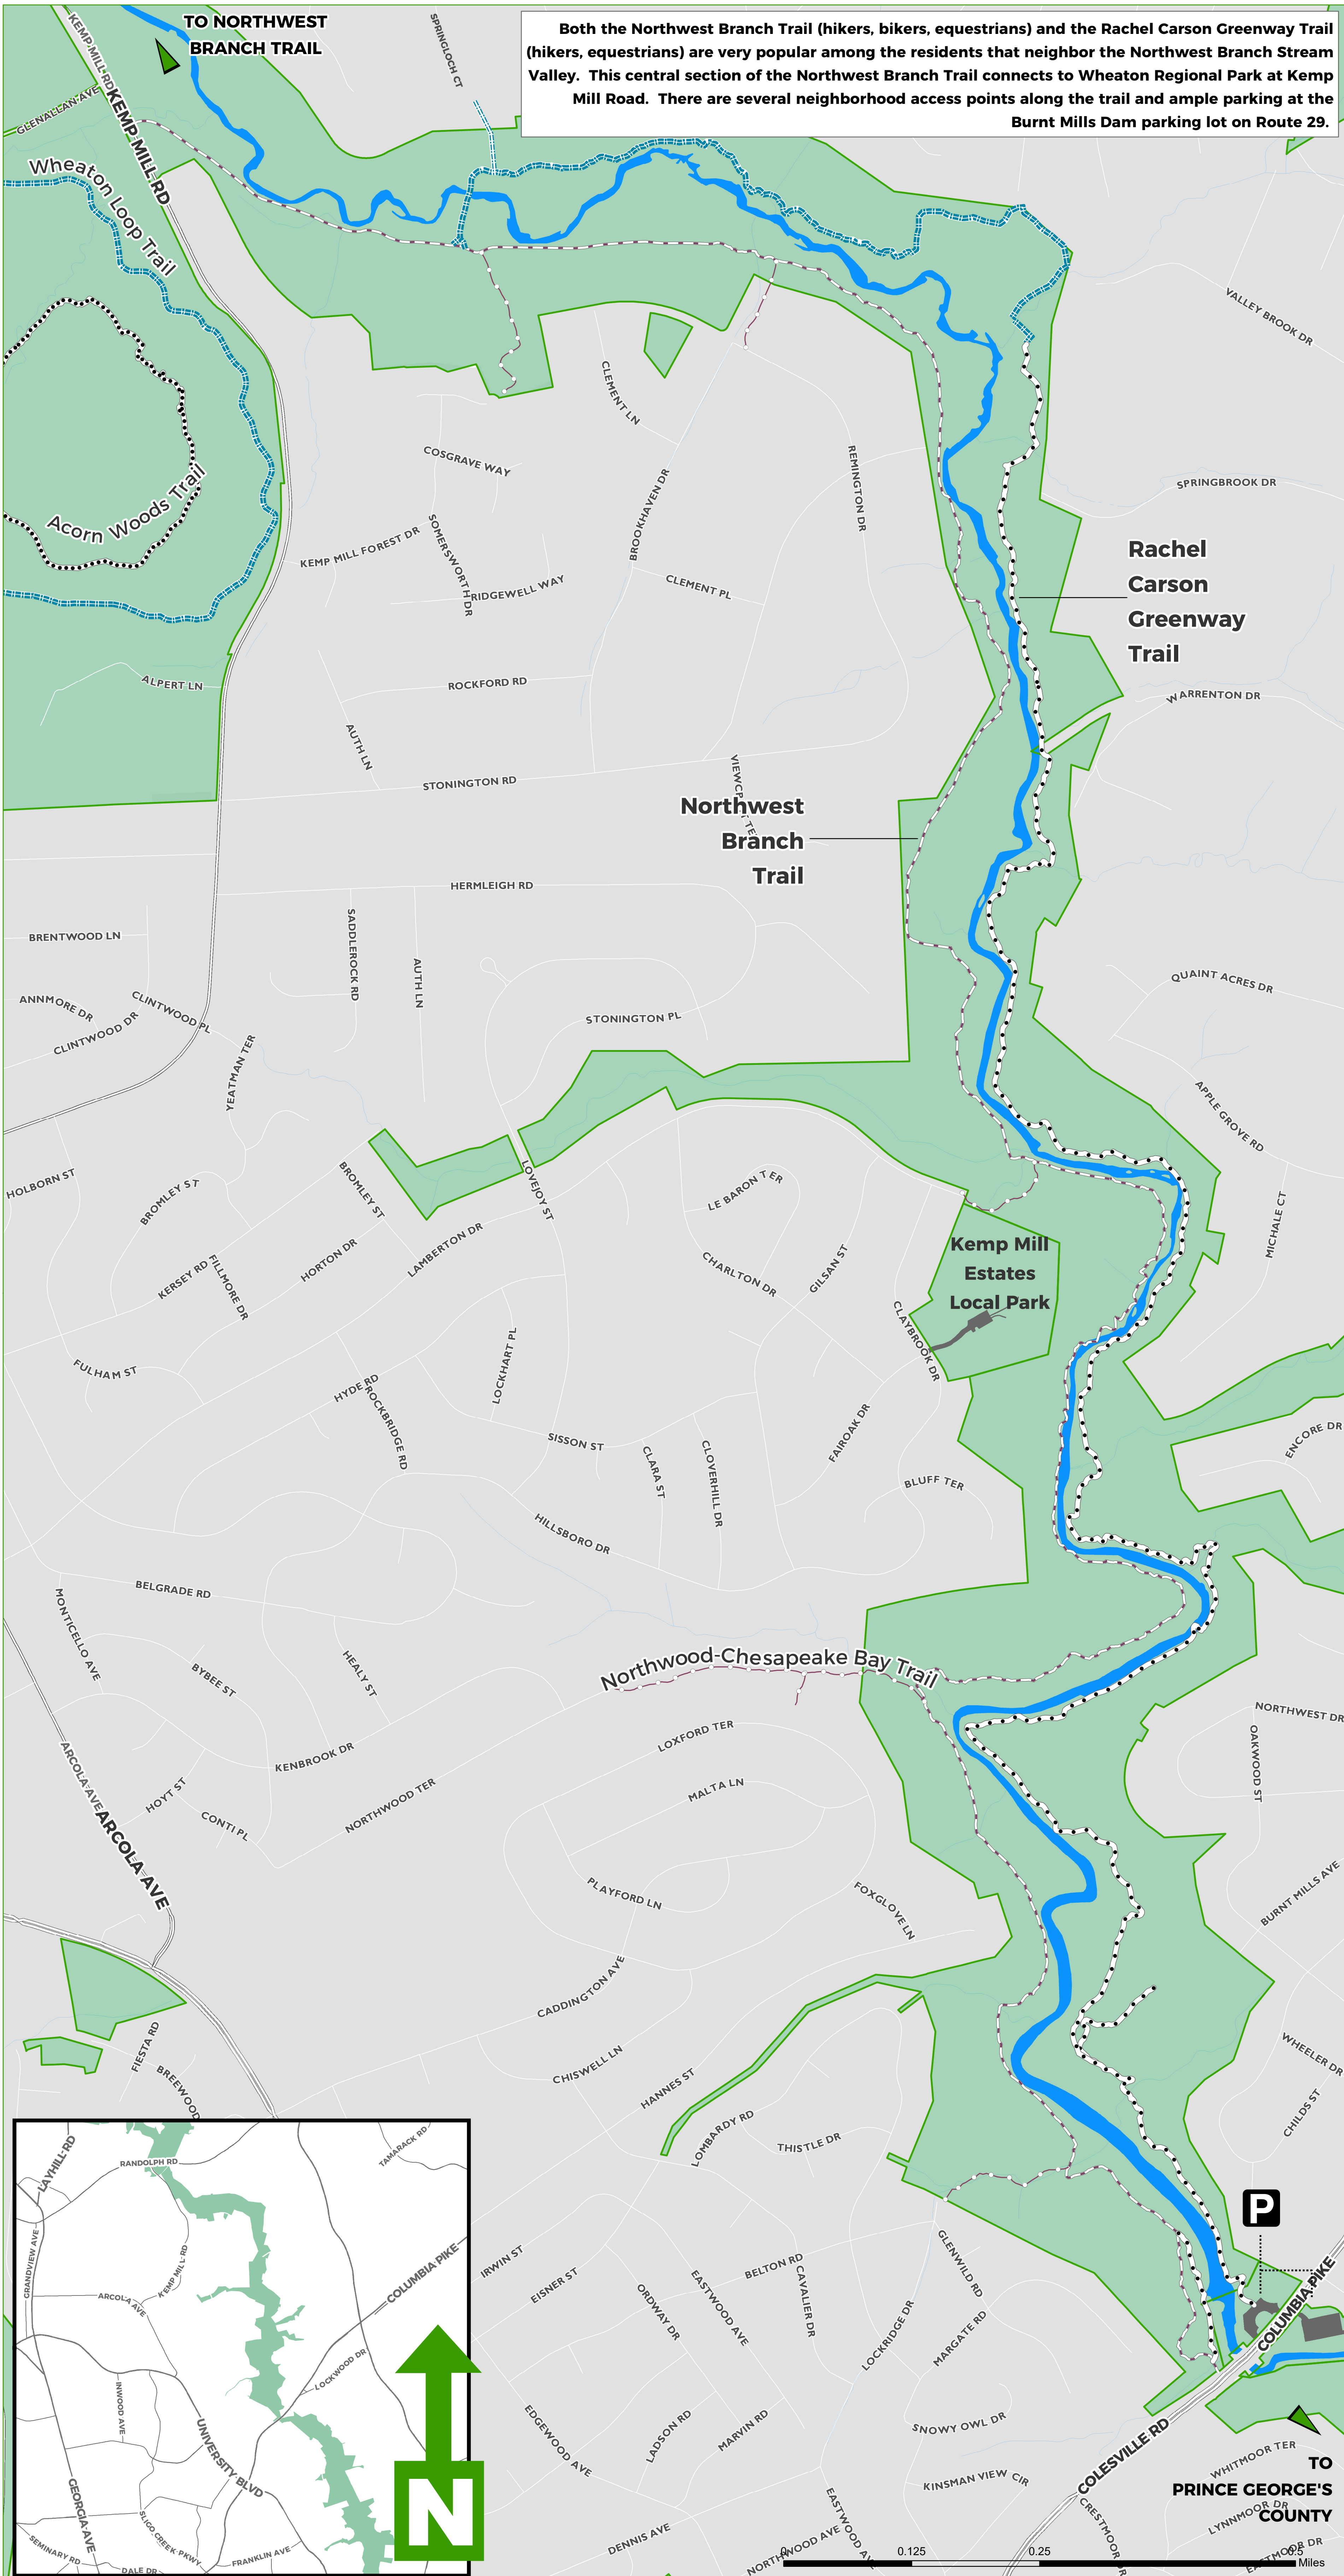 TO NORTHWEST
BRANCH TRAIL
Both the Northwest Branch Trail (hikers, bikers, equestrians) and the Rachel Carson Greenway Trail
(hikers, equestrians) are very popular among the residents that neighbor the Northwest Branch Stream
Valley. This central section of the Northwest Branch Trail connects to Wheaton Regional Park at Kemp
Mill Road. There are several neighborhood access points along the trail and ample parking at the
Burnt Mills Dam parking lot on Route 29.
KEMP MILL RD
SPRINGLOCH CT
GLENALLAN AVE
KEMP MILL RD
Wheaton Loop Trail
VALLEY BROOK DR
CLEMENT LN
COSGRAVE WAY
REMINGTON DR
BROOKHAVEN DR
SPRINGBROOK DR
Acorn Woods Trail
KEMP MILL FOREST DR
SOMERSWORTH DR
RIDGEWELL WAY
CLEMENT PL
Rachel
Carson
Greenway
Trail
ALPERT LN
ROCKFORD RD
WARRENTON DR
AUTH LN
STONINGTON RD
Northwest
Branch
Trail
HERMLEIGH RD
BRENTWOOD LN
SADDLEROCK RD
AUTH LN
QUAINT ACRES DR
ANNMORE DR
CLINTWOOD PL
CLINTWOOD DR
STONINGTON PL
YEATMAN TER
APPLE GROVE RD
HOLBORN ST
BROMLEY ST
BROMLEY ST
LOVEJOY ST
LE BARON TER
MICHALE CT
HORTON DR
LAMBERTON DR
KERSEY RD
FILLMORE DR
CHARLTON DR
GILSAN ST
Kemp Mill
Estates
Local Park
CLAYBROOK DR
LOCKHART PL
FULHAM ST
HYDE RD
ROCKBRIDGE RD
FAIROAK DR
SISSON ST
CLARA ST
CLOVERHILL DR
ENCORE DR
BLUFF TER
HILLSBORO DR
BELGRADE RD
MONTICELLO AVE
BYBEE ST
HEALY ST
Northwood-Chesapeake Bay Trail
NORTHWEST DR
OAKWOOD ST
LOXFORD TER
KENBROOK DR
ARCOLA AVE
HOYT ST
CONTI PL
NORTHWOOD TER
MALTA LN
ARCOLA AVE
PLAYFORD LN
FOXGLOVE LN
BURNT MILLS AVE
CADDINGTON AVE
FIESTA RD
BREEWOOD
CHISWELL LN
HANNES ST
WHEELER DR
CHILDS ST
LOMBARDY RD
THISTLE DR
P
GLENWILD RD
IRWIN ST
EISNER ST
BELTON RD
CAVALIER DR
ORDWAY DR
EASTWOOD AVE
LOCKRIDGE DR
MARGATE RD
COLUMBIA PIKE
EDGEWOOD AVE
LADSON RD
MARVIN RD
SNOWY OWL DR
COLESVILLE RD
KINSMAN VIEW CIR
CRESTMOOR DR
WHITMOOR TER
TO
PRINCE GEORGE'S
COUNTY
LYNNMOOR DR
EASTMOOR DR
DENNIS AVE
NORTHWOOD AVE
EASTWOOD AVE
0 0.125 0.25 0.5
Miles
LAYHILL RD
RANDOLPH RD
TAMARACK RD
GRANDVIEW AVE
KEMP MILL RD
ARCOLA AVE
COLUMBIA PIKE
LOCKWOOD DR
INWOOD AVE
UNIVERSITY BLVD
GEORGIA AVE
SLIGO CREEK PKWY
SEMINARY RD
DALE DR
FRANKLIN AVE
N